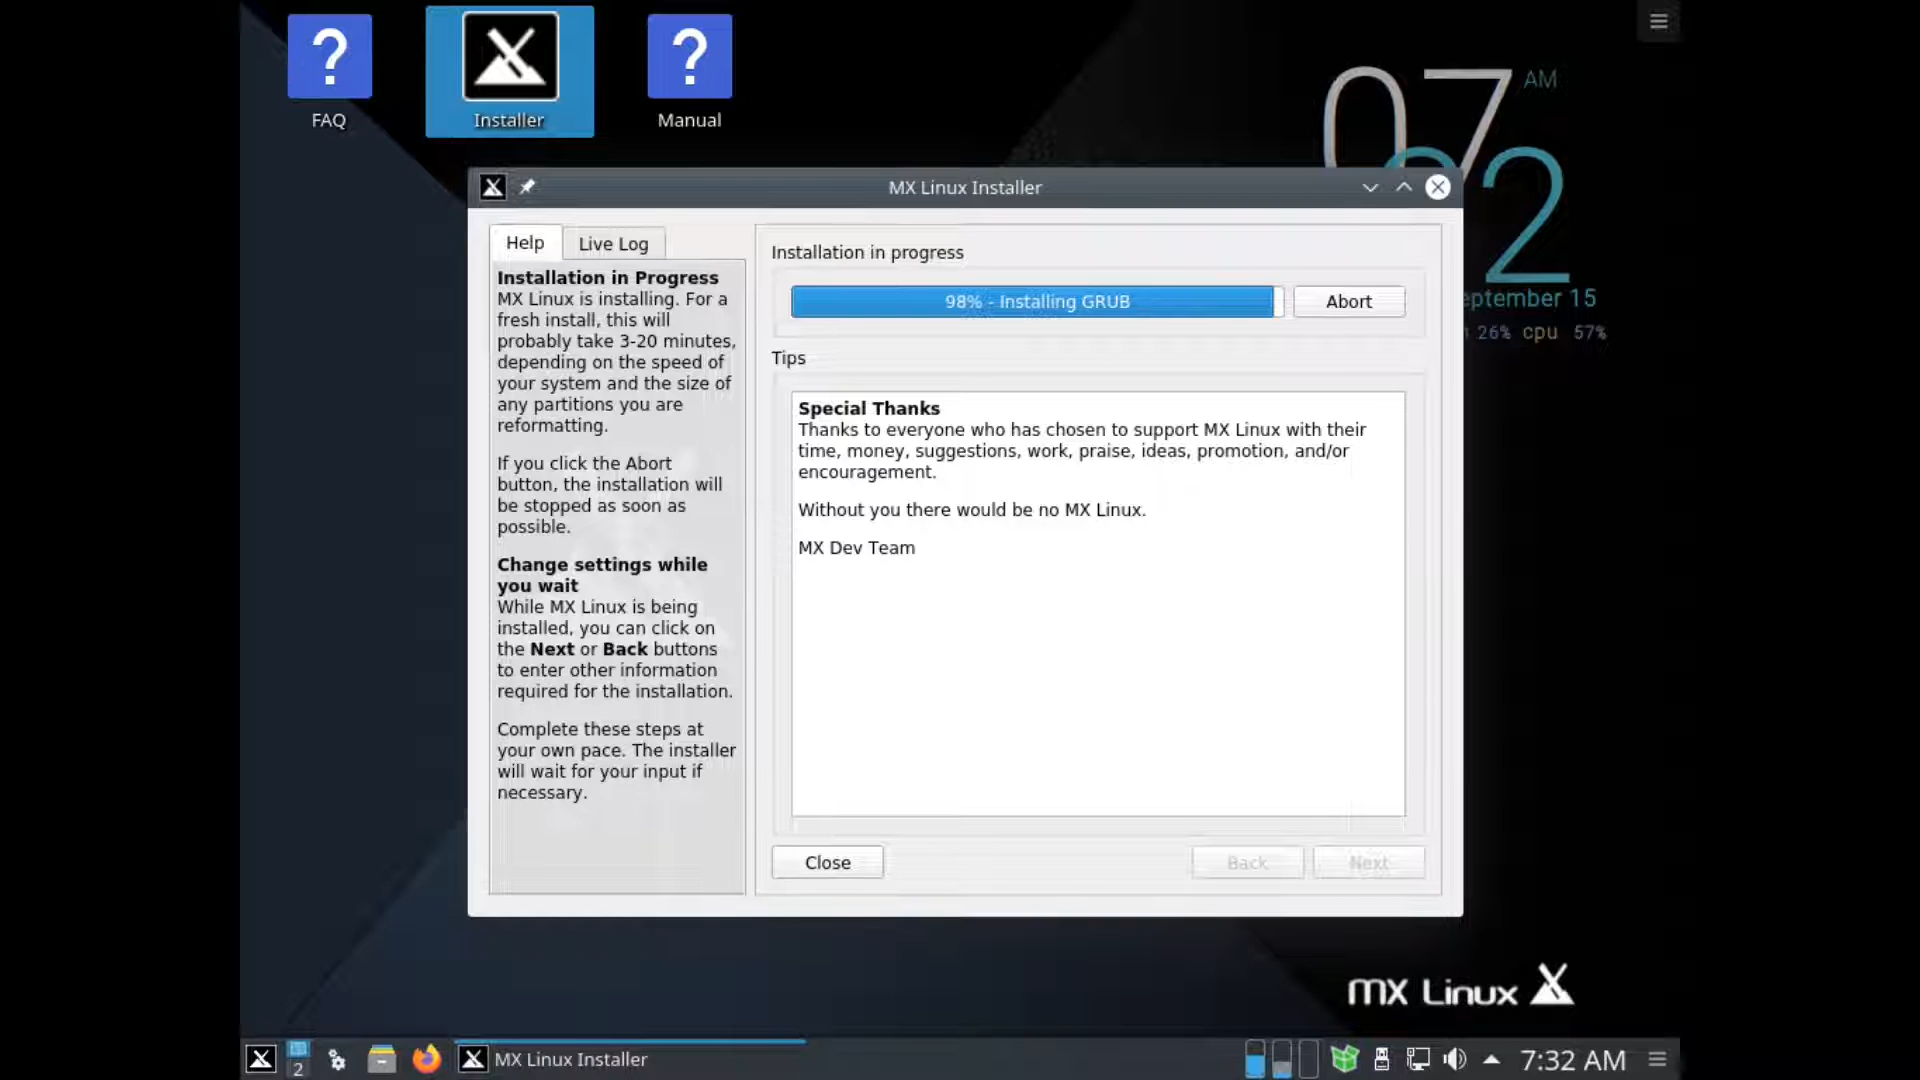 FAQ
Installer
Manual
07 AM
MX Linux Installer
Help
Live Log
Installation in Progress
MX Linux is installing. For a
fresh install, this will
probably take 3-20 minutes,
depending on the speed of
your system and the size of
any partitions you are
reformatting.
If you click the Abort
button, the installation will
be stopped as soon as
possible.
Change settings while
you wait
While MX Linux is being
installed, you can click on
the Next or Back buttons
to enter other information
required for the installation.
Complete these steps at
your own pace. The installer
will wait for your input if
necessary.
Installation in progress
98% - Installing GRUB
Abort
Tips
Special Thanks
Thanks to everyone who has chosen to support MX Linux with their
time, money, suggestions, work, praise, ideas, promotion, and/or
encouragement.
Without you there would be no MX Linux.
MX Dev Team
Close
Back
Next
2
eptember 15
26% cpu 57%
MX Linux
2
MX Linux Installer
7:32 AM